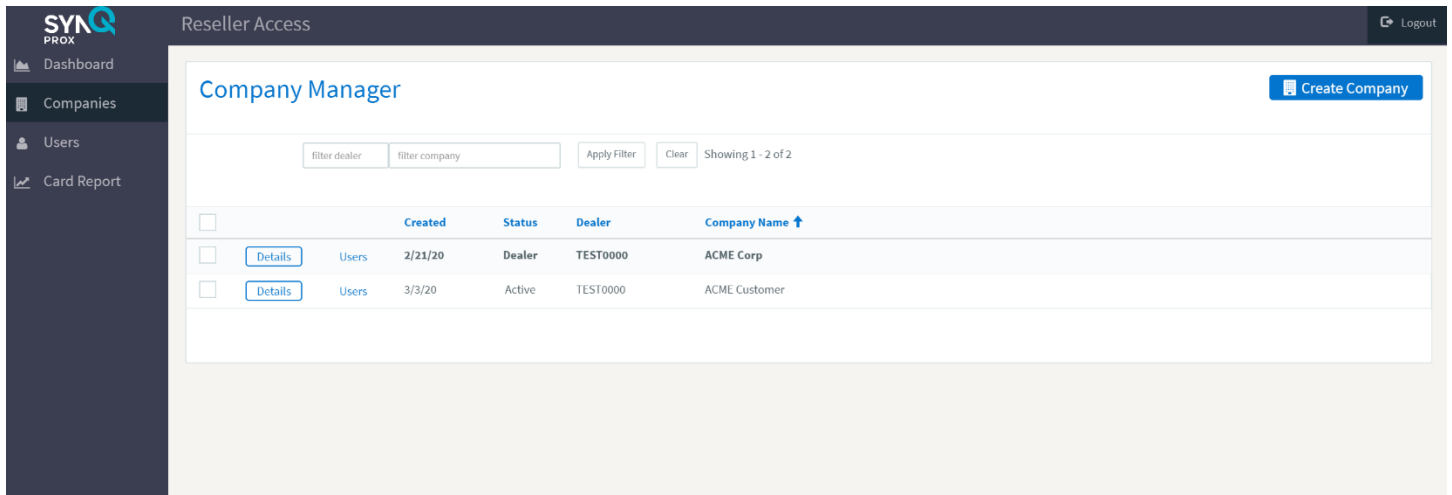 SYNQ
PROX
Reseller Access
Logout
Dashboard
Companies
Users
Card Report
Company Manager
Create Company
filter dealer
filter company
Apply Filter
Clear
Showing 1 - 2 of 2
Created Status Dealer Company Name
Details Users 2/21/20 Dealer TEST0000 ACME Corp
Details Users 3/3/20 Active TEST0000 ACME Customer